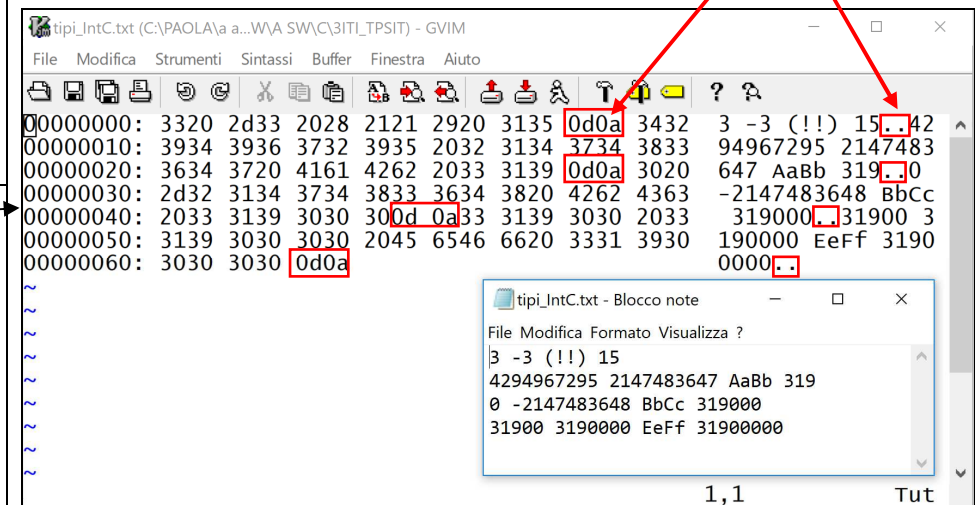 tipi_IntC.txt (C:\PAOLA\a a...W\A SW\C\3ITI_TPSIT) - GVIM
File Modifica Strumenti Sintassi Buffer Finestra Aiuto
00000000: 3320 2d33 2028 2121 2920 3135 0d0a 3432 3 -3 (!!) 15..42
00000010: 3934 3936 3732 3935 2032 3134 3734 3833 94967295 2147483
00000020: 3634 3720 4161 4262 2033 3139 0d0a 3020 647 AaBb 319..0
00000030: 2d32 3134 3734 3833 3634 3820 4262 4363 -2147483648 BbCc
00000040: 2033 3139 3030 300d 0a33 3139 3030 2033 319000..31900 3
00000050: 3139 3030 3030 2045 6546 6620 3331 3930 190000 EeFf 3190
00000060: 3030 3030 0d0a 0000..
~
~
~
~
~
~
~
~
tipi_IntC.txt - Blocco note
File Modifica Formato Visualizza ?
3 -3 (!!) 15
4294967295 2147483647 AaBb 319
0 -2147483648 BbCc 319000
31900 3190000 EeFf 31900000
1,1 Tut